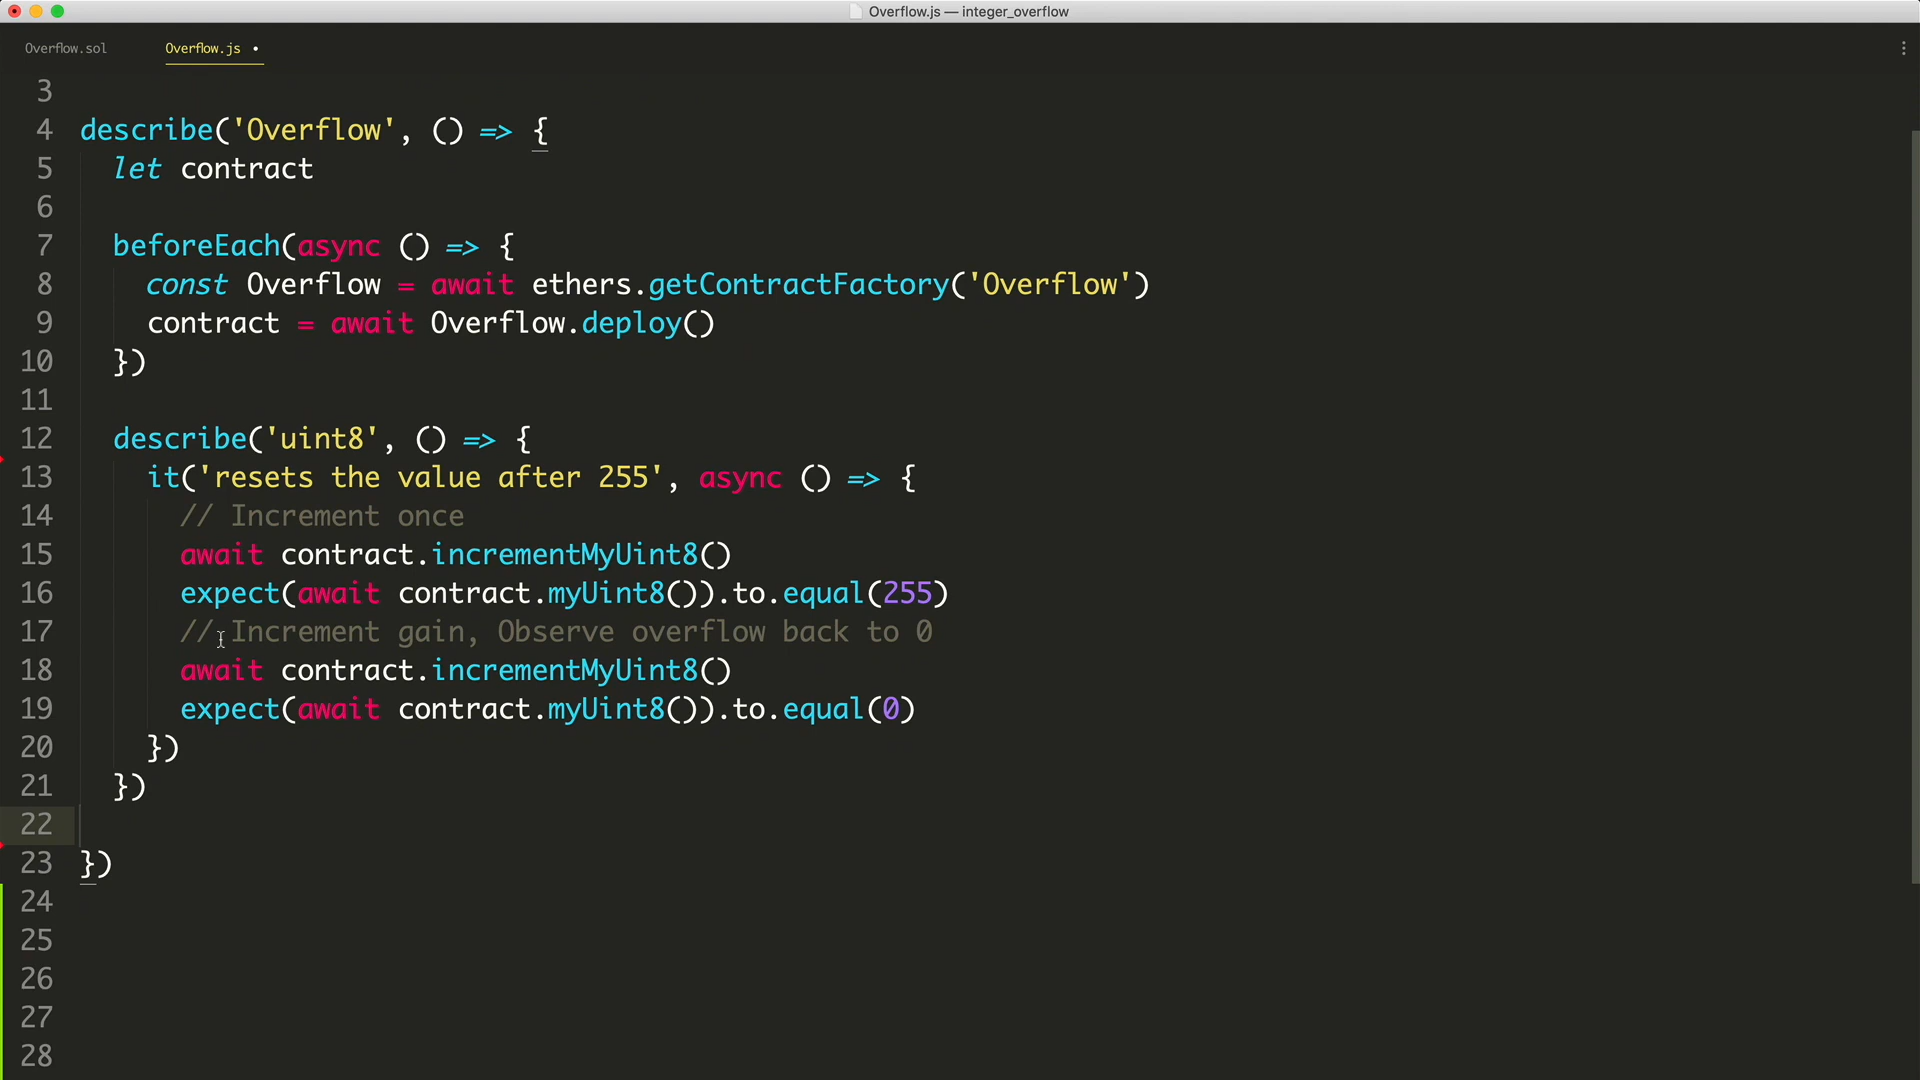 Overflow.js — integer_overflow
Overflow.sol Overflow.js •
3
4 describe('Overflow', () => {
5 let contract
6
7 beforeEach(async () => {
8 const Overflow = await ethers.getContractFactory('Overflow')
9 contract = await Overflow.deploy()
10 })
11
12 describe('uint8', () => {
13 it('resets the value after 255', async () => {
14 // Increment once
15 await contract.incrementMyUint8()
16 expect(await contract.myUint8()).to.equal(255)
17 // Increment gain, Observe overflow back to 0
18 await contract.incrementMyUint8()
19 expect(await contract.myUint8()).to.equal(0)
20 })
21 })
22
23 })
24
25
26
27
28